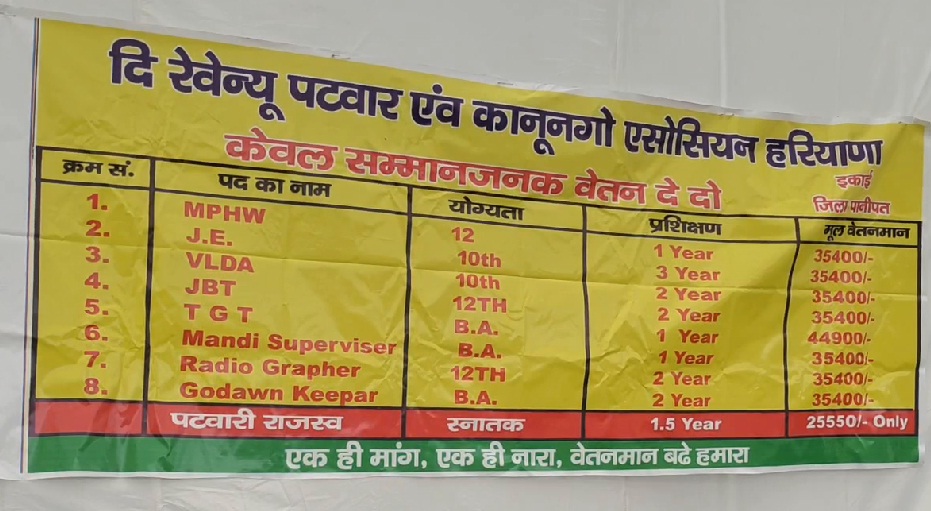 दि रेवेन्यू पटवार एंव कानूनगो एसोसियन हरियाणा
केवल सम्मानजनक वेतन दे दो
इकाई
जिला पानीपत
क्रम सं. पद का नाम योग्यता प्रशिक्षण मूल वेतनमान
1. MPHW 12 1 Year 35400/-
2. J.E. 10th 3 Year 35400/-
3. VLDA 10th 2 Year 35400/-
4. JBT 12TH 2 Year 35400/-
5. T G T B.A. 1 Year 44900/-
6. Mandi Superviser B.A. 1 Year 35400/-
7. Radio Grapher 12TH 2 Year 35400/-
8. Godawn Keepar B.A. 2 Year 35400/-
पटवारी राजस्व स्नातक 1.5 Year 25550/- Only
एक ही मांग, एक ही नारा, वेतनमान बढे हमारा